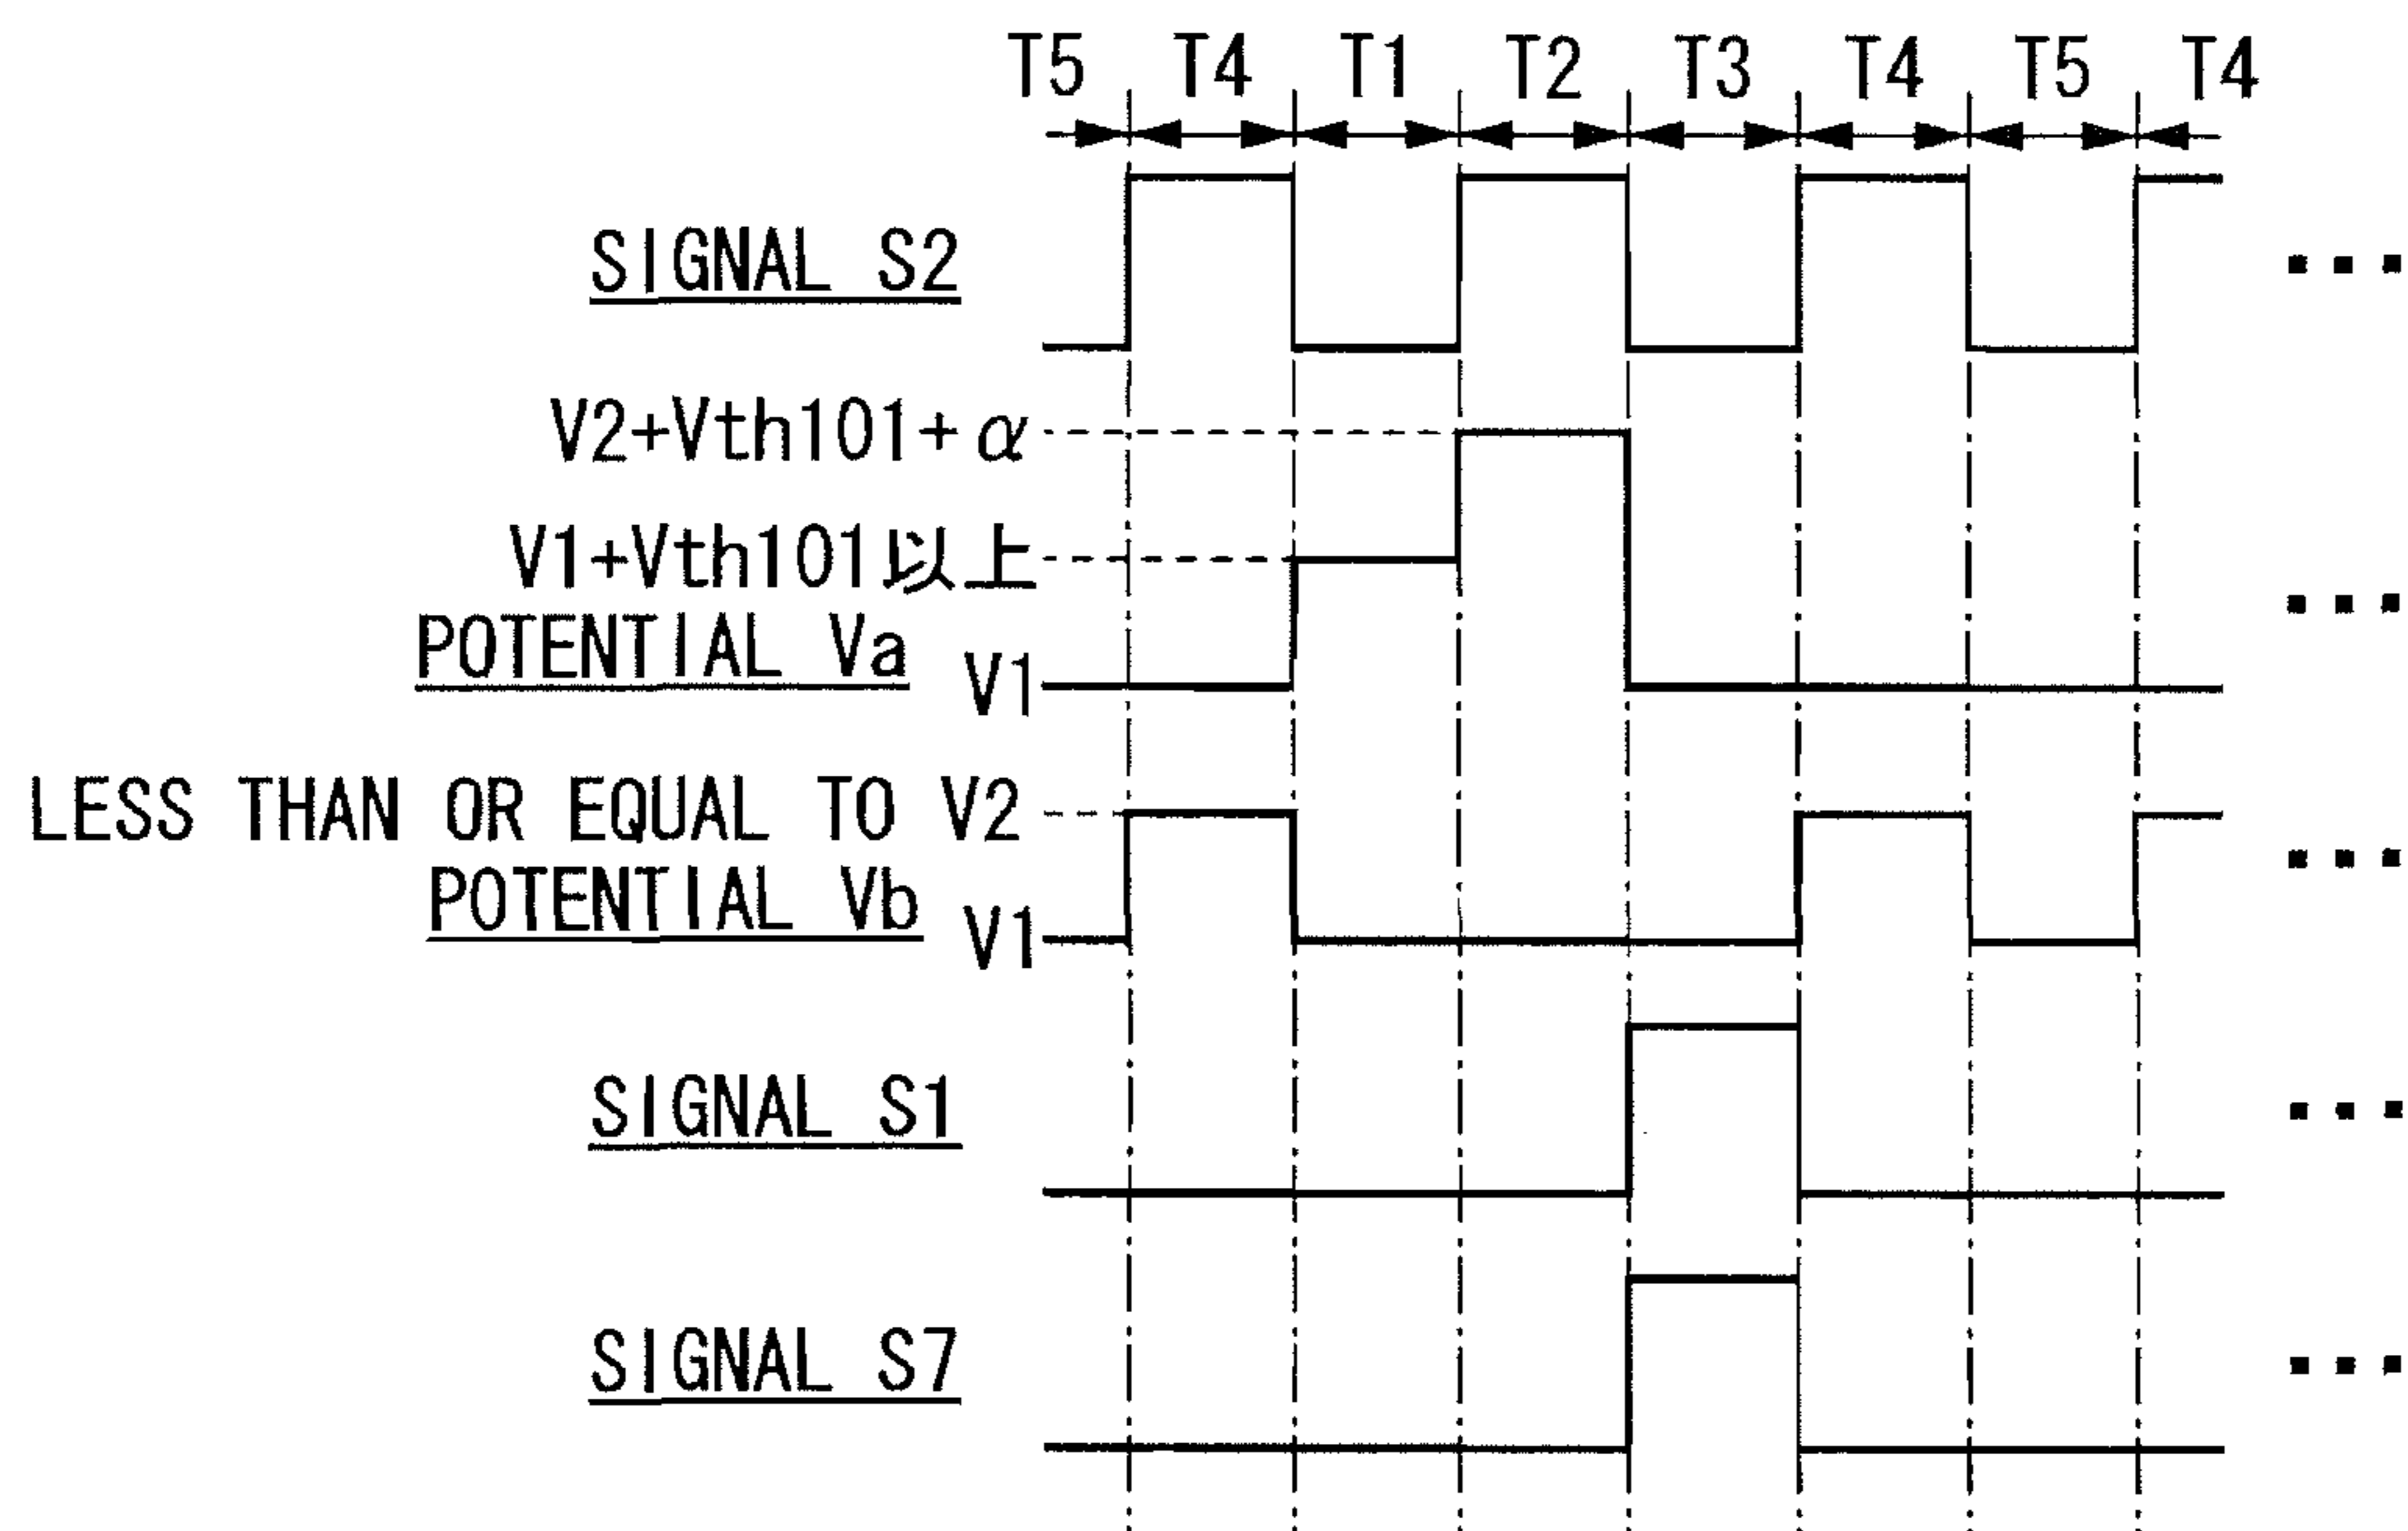 T5 T4 T1 T2 T3 T4 T5 T4
SIGNAL S2
V2+Vth101+α
V1+Vth101以上
POTENTIAL Va
V1
LESS THAN OR EQUAL TO V2
POTENTIAL Vb
V1
SIGNAL S1
SIGNAL S7